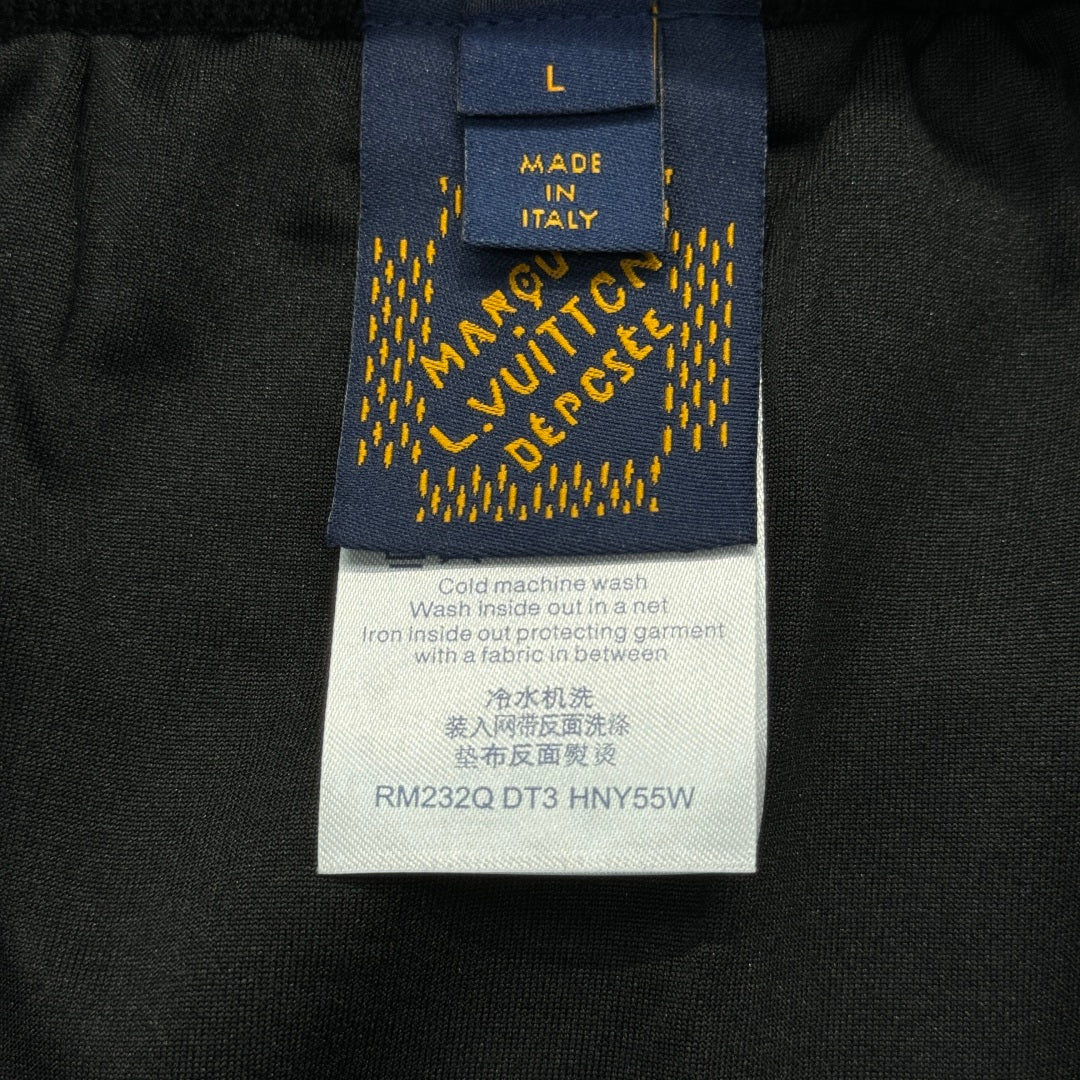 L
MADE
IN
ITALY
MARQU
L.VUITTON
DÉPOSÉE
Cold machine wash
Wash inside out in a net
Iron inside out protecting garment
with a fabric in between
冷水机洗
装入网带反面洗涤
垫布反面熨烫
RM232Q DT3 HNY55W